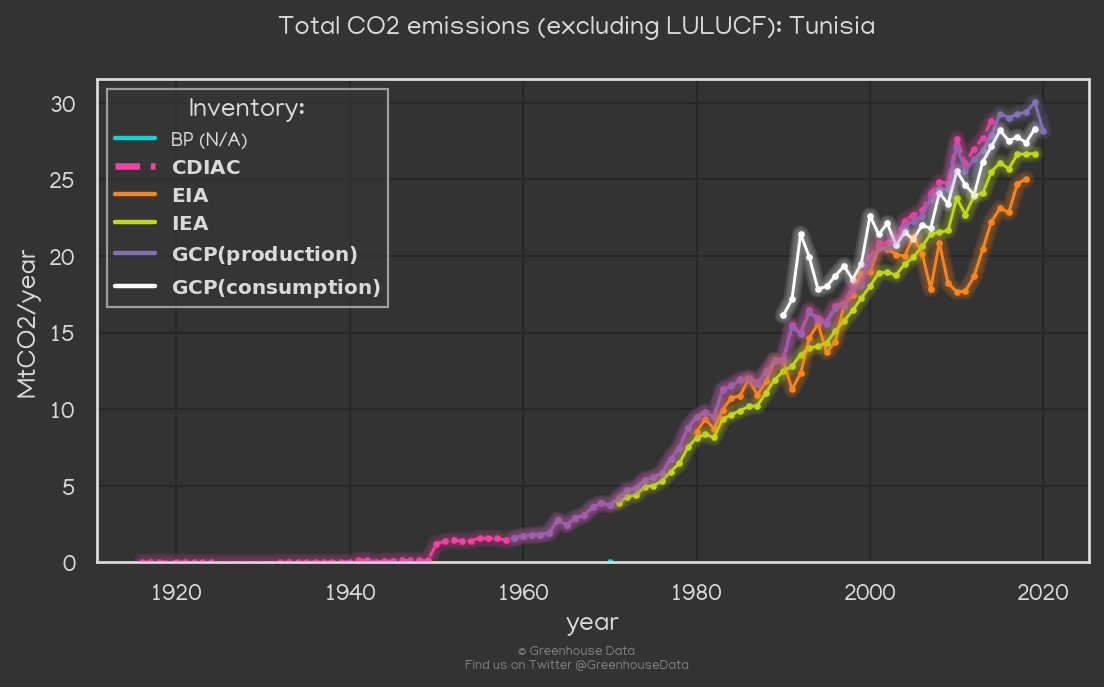 Total CO2 emissions (excluding LULUCF): Tunisia
Inventory:
BP (N/A)
CDIAC
EIA
IEA
GCP(production)
GCP(consumption)
MtCO2/year
30
25
20
15
10
5
0
1920 1940 1960 1980 2000 2020
year
© Greenhouse Data
Find us on Twitter @GreenhouseData